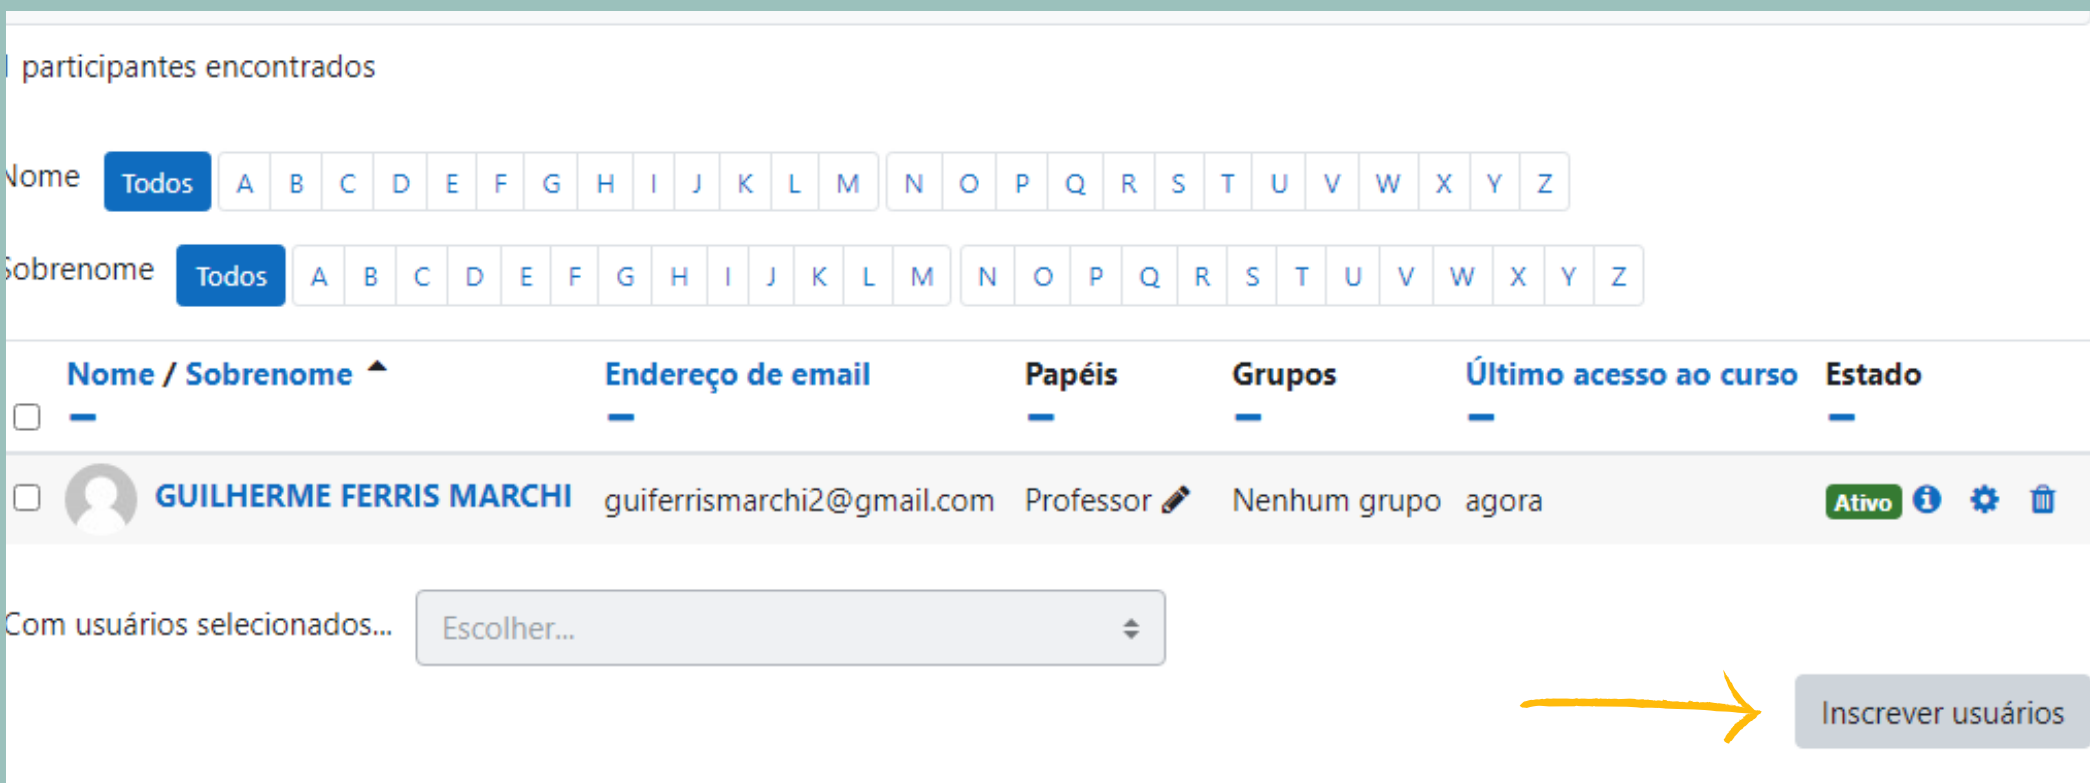 participantes encontrados
Nome Todos A B C D E F G H I J K L M N O P Q R S T U V W X Y Z
Sobrenome Todos A B C D E F G H I J K L M N O P Q R S T U V W X Y Z
Nome / Sobrenome Endereço de email Papéis Grupos Último acesso ao curso Estado
GUILHERME FERRIS MARCHI guiferrismarchi2@gmail.com Professor Nenhum grupo agora Ativo
Com usuários selecionados... Escolher...
Inscrever usuários